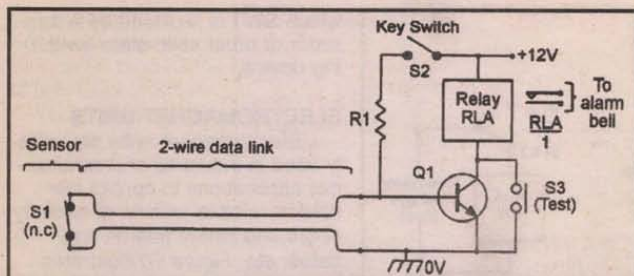 Key Switch
S2
+12V
R1
Relay
RLA
RLA
1
To
alarm
bell
Sensor
2-wire data link
Q1
S3
(Test)
S1
(n.c)
0V